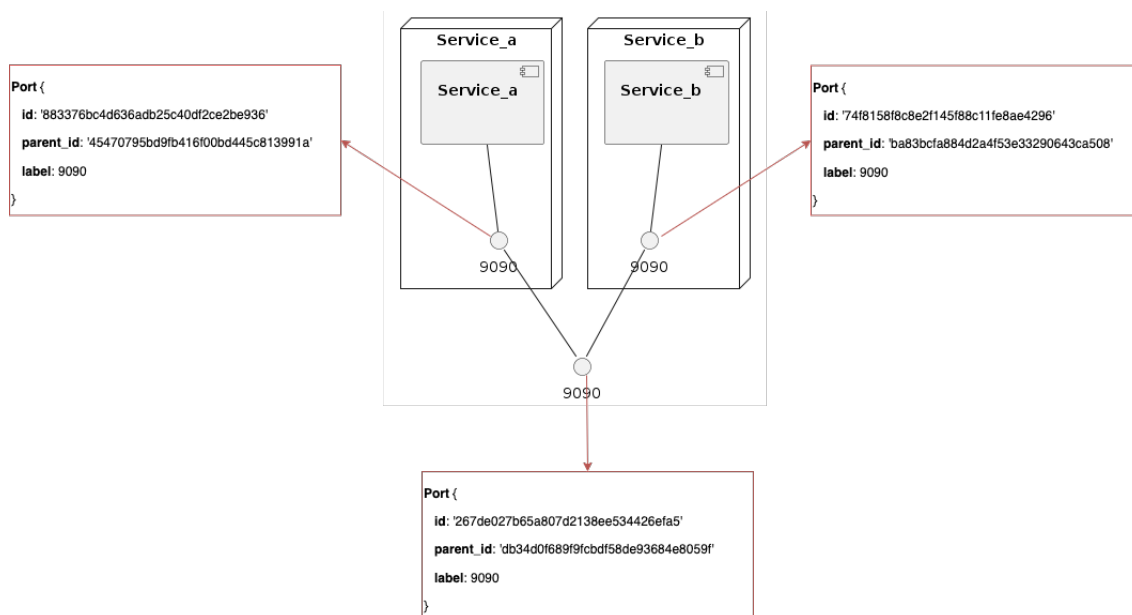 Service_a
Service_b
Service_a
Service_b
Port {
id: '883376bc4d636adb25c40df2ce2be936'
parent_id: '45470795bd9fb416f00bd445c813991a'
label: 9090
}
Port {
id: '74f8158f8c8e2f145f88c11fe8ae4296'
parent_id: 'ba83bcfa884d2a4f53e33290643ca508'
label: 9090
}
9090
9090
9090
Port {
id: '267de027b65a807d2138ee534426efa5'
parent_id: 'db34d0f689f9fcbdf58de93684e8059f'
label: 9090
}